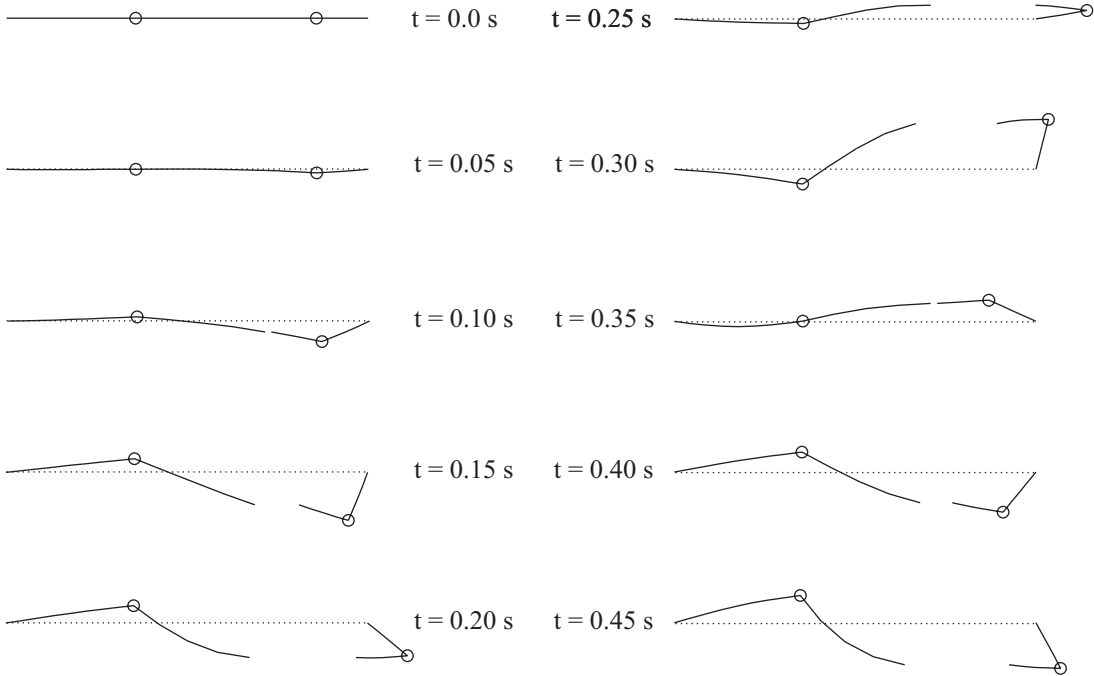 t = 0.0 s
t = 0.05 s
t = 0.10 s
t = 0.15 s
t = 0.20 s
t = 0.25 s
t = 0.30 s
t = 0.35 s
t = 0.40 s
t = 0.45 s